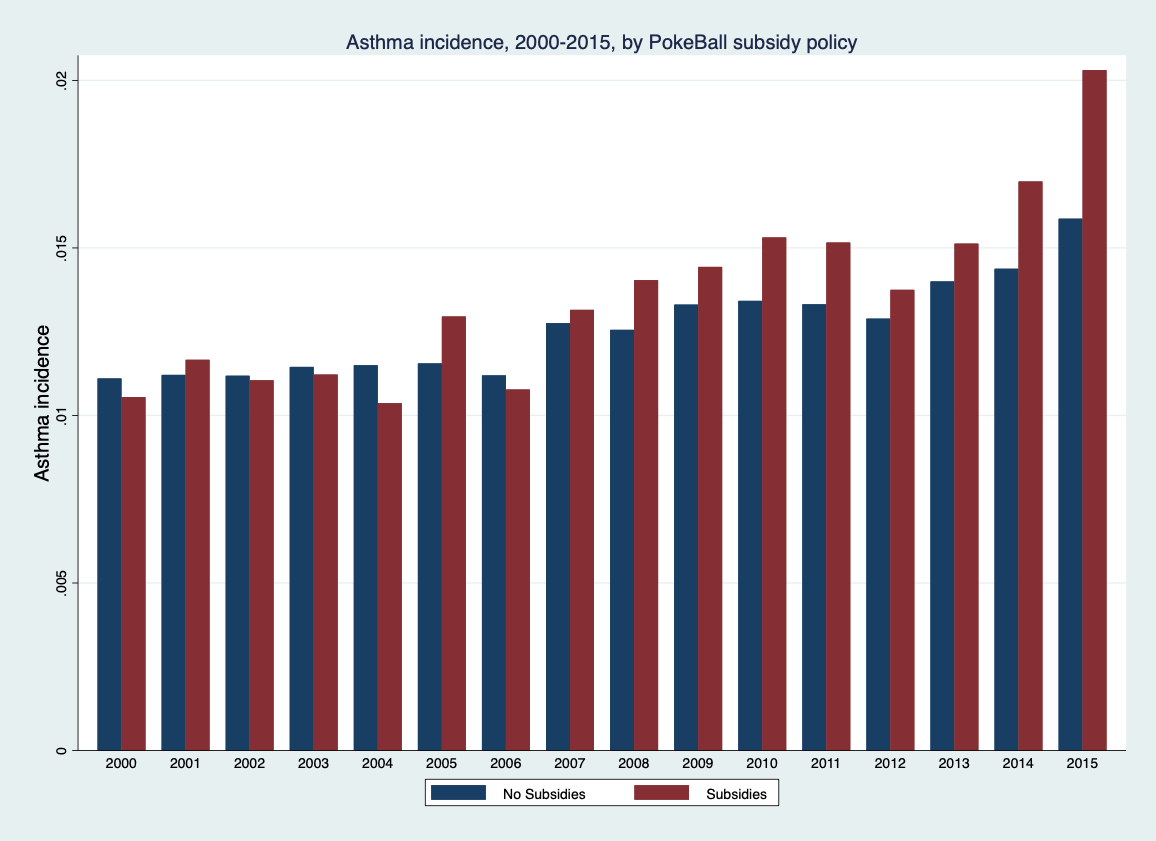 Asthma incidence, 2000-2015, by PokeBall subsidy policy
Asthma incidence
.02
.015
.01
.005
0
2000 2001 2002 2003 2004 2005 2006 2007 2008 2009 2010 2011 2012 2013 2014 2015
No Subsidies Subsidies